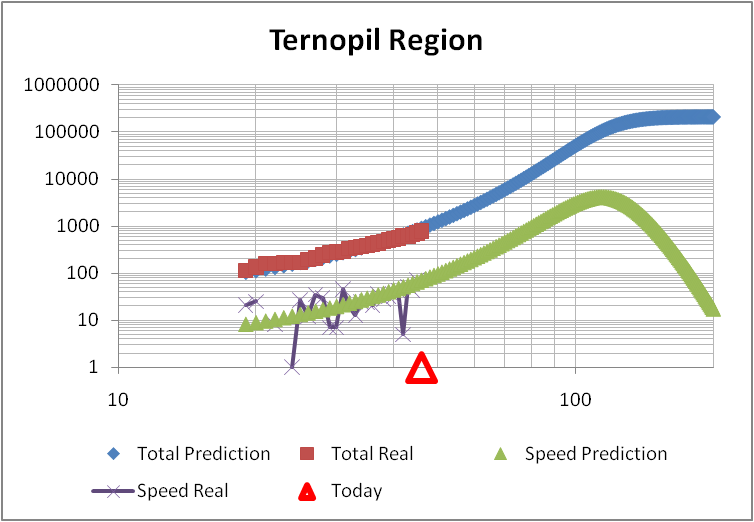 Ternopil Region
1000000
100000
10000
1000
100
10
1
10 100
Total Prediction Total Real Speed Prediction
Speed Real Today